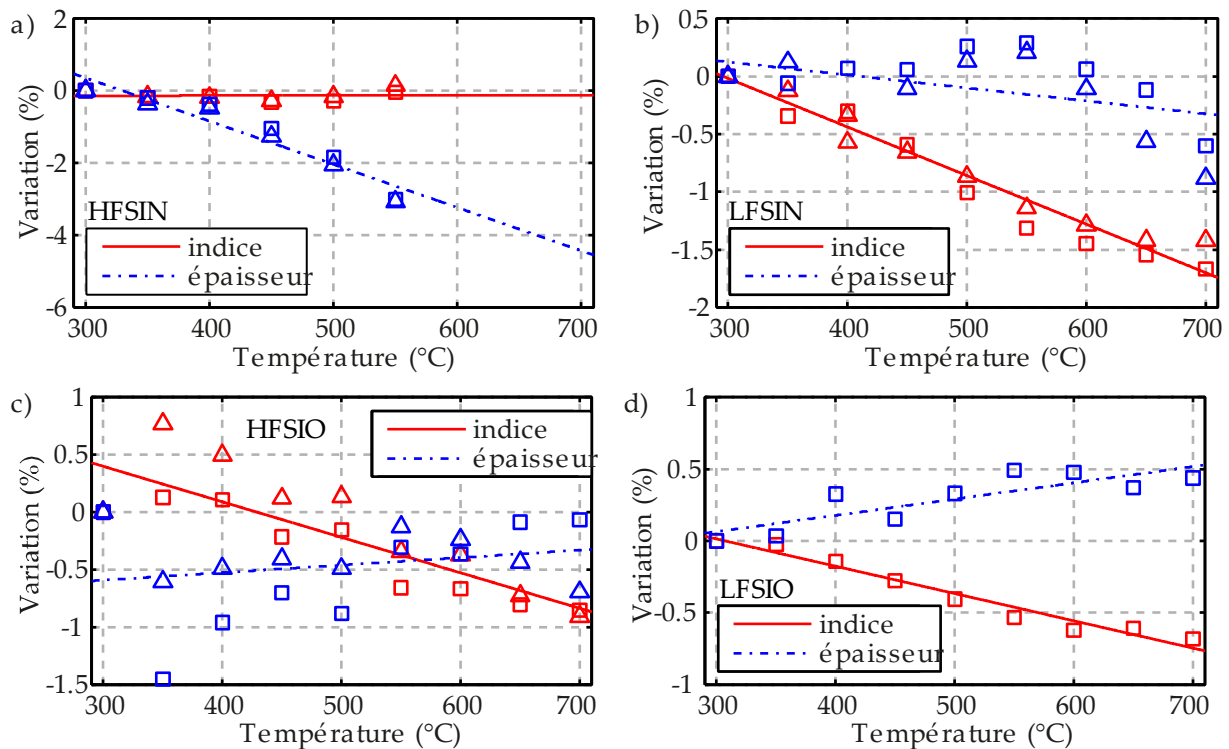 a)
2
0
-2
-4
-6
Variation (%)
HFSIN
indice
épaisseur
300 400 500 600 700
Température (°C)
b)
0.5
0
-0.5
-1
-1.5
-2
Variation (%)
LFSIN
indice
épaisseur
300 400 500 600 700
Température (°C)
c)
1
0.5
0
-0.5
-1
-1.5
Variation (%)
HFSIO
indice
épaisseur
300 400 500 600 700
Température (°C)
d)
1
0.5
0
-0.5
-1
Variation (%)
LFSIO
indice
épaisseur
300 400 500 600 700
Température (°C)